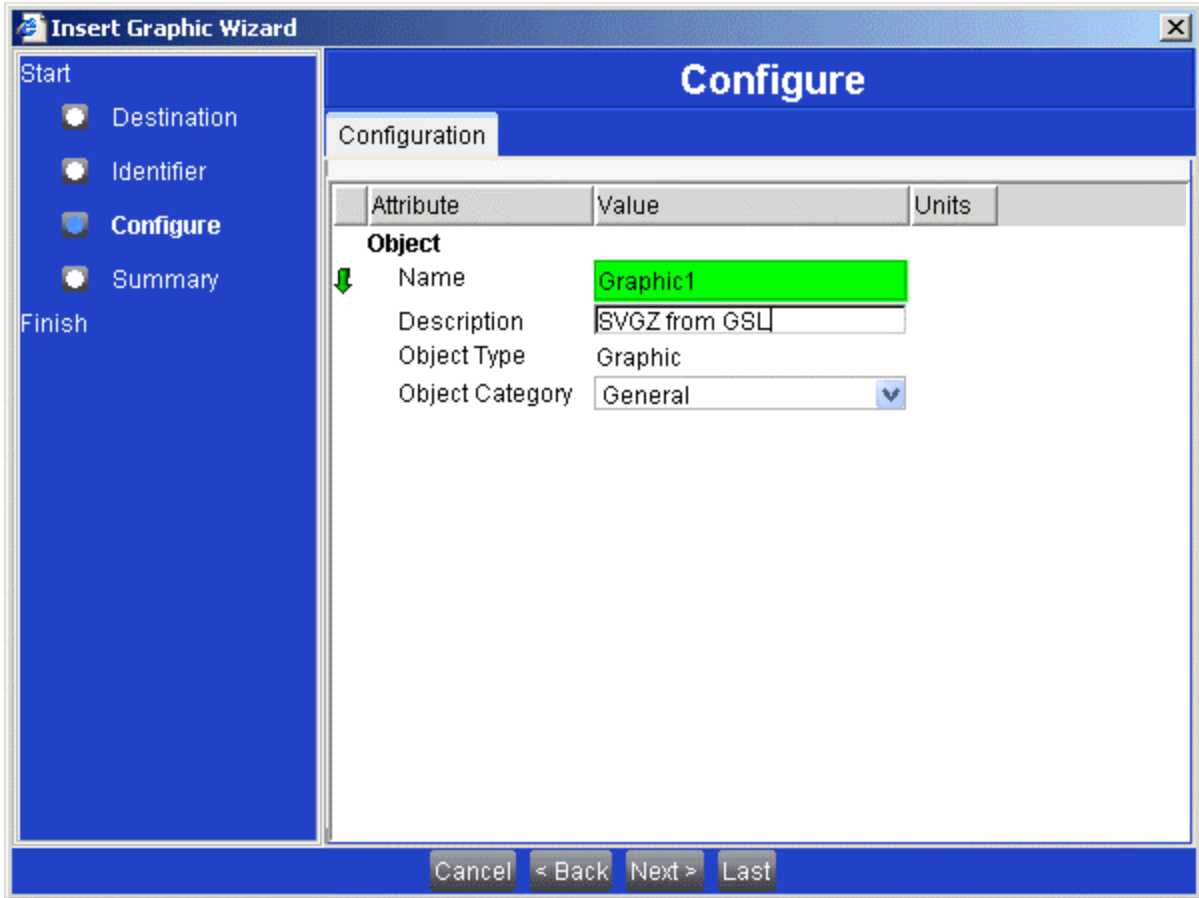 Insert Graphic Wizard
Start
Destination
Identifier
Configure
Summary
Finish
Configure
Configuration
Attribute Value Units
Object
Name Graphic1
Description SVGZ from GSL
Object Type Graphic
Object Category General
Cancel < Back Next > Last